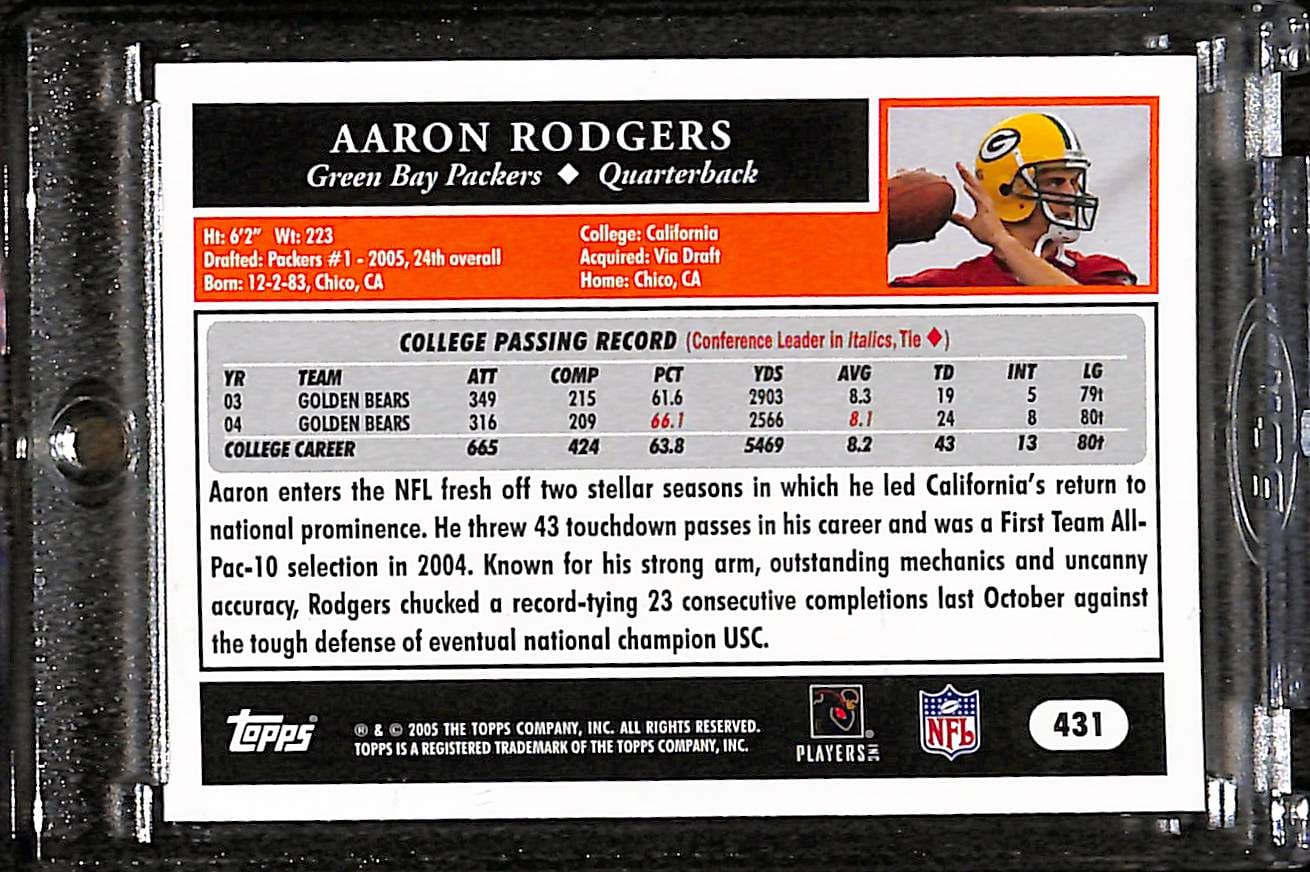 AARON RODGERS
Green Bay Packers ◆ Quarterback
G
Ht: 6'2" Wt: 223
Drafted: Packers #1 - 2005, 24th overall
Born: 12-2-83, Chico, CA
College: California
Acquired: Via Draft
Home: Chico, CA
COLLEGE PASSING RECORD (Conference Leader in Italics, Tie ◆)
YR TEAM ATT COMP PCT YDS AVG TD INT LG
03 GOLDEN BEARS 349 215 61.6 2903 8.3 19 5 79t
04 GOLDEN BEARS 316 209 66.1 2566 8.1 24 8 80t
COLLEGE CAREER 665 424 63.8 5469 8.2 43 13 80t
Aaron enters the NFL fresh off two stellar seasons in which he led California's return to
national prominence. He threw 43 touchdown passes in his career and was a First Team All-
Pac-10 selection in 2004. Known for his strong arm, outstanding mechanics and uncanny
accuracy, Rodgers chucked a record-tying 23 consecutive completions last October against
the tough defense of eventual national champion USC.
Topps
® & © 2005 THE TOPPS COMPANY, INC. ALL RIGHTS RESERVED.
TOPPS IS A REGISTERED TRADEMARK OF THE TOPPS COMPANY, INC.
PLAYERS INC
NFL
431